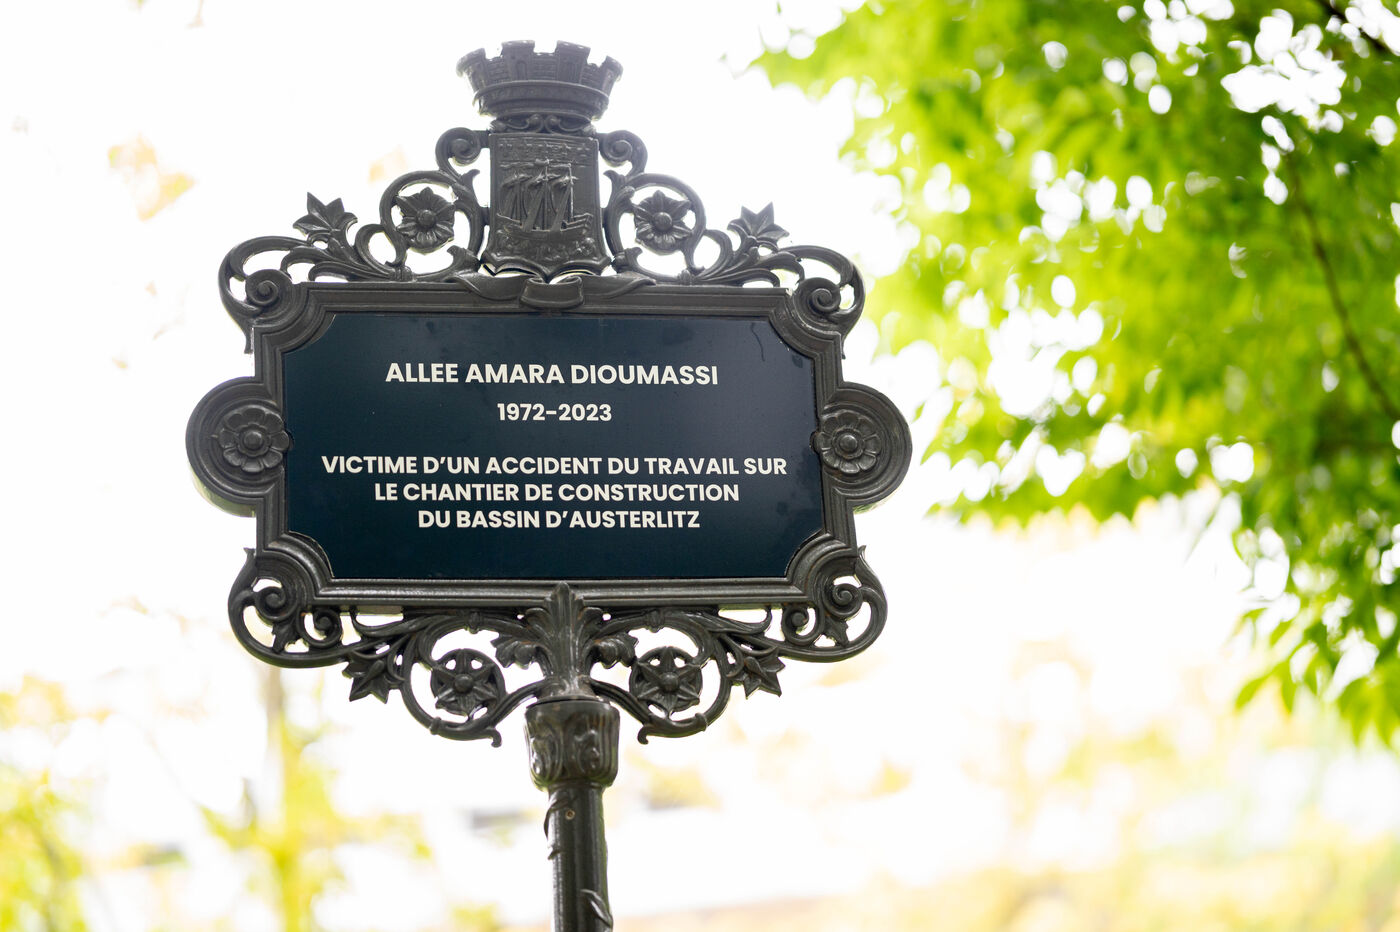 ALLEE AMARA DIOUMASSI
1972-2023
VICTIME D'UN ACCIDENT DU TRAVAIL SUR
LE CHANTIER DE CONSTRUCTION
DU BASSIN D'AUSTERLITZ